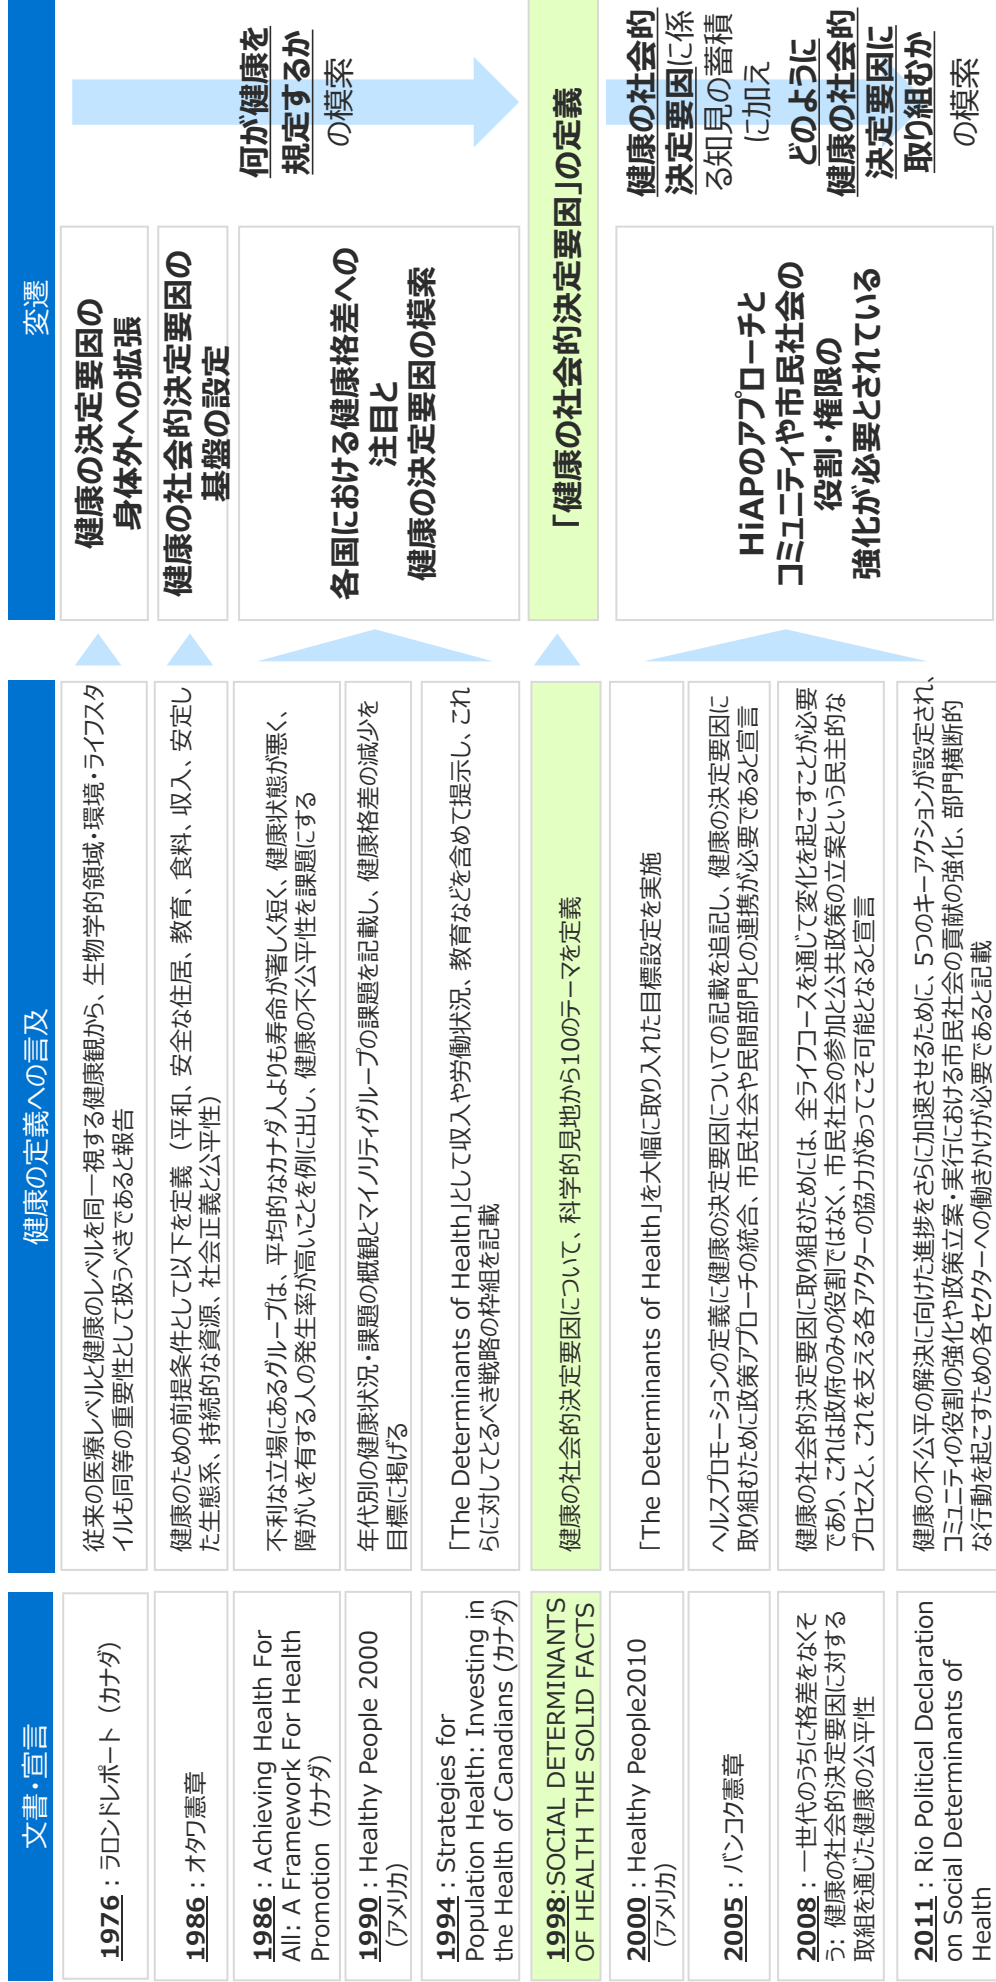 文書・宣言
健康の定義への言及
変遷
1976：ラロンドレポート（カナダ）
従来の医療レベルと健康のレベルを同一視する健康観から、生物学的領域・環境・ライフスタ
イルも同等の重要性として扱うべきであると報告
健康の決定要因の
身体外への拡張
1986：オタワ憲章
健康のための前提条件として以下を定義（平和、安全な住居、教育、食料、収入、安定し
た生態系、持続的な資源、社会正義と公平性）
健康の社会的決定要因の
基盤の設定
1986：Achieving Health For
All: A Framework For Health
Promotion（カナダ）
不利な立場にあるグループは、平均的なカナダ人よりも寿命が著しく短く、健康状態が悪く、
障がいを有する人の発生率が高いことを例に出し、健康の不公平性を課題にする
1990：Healthy People 2000
（アメリカ）
年代別の健康状況・課題の概観とマイノリティグループの課題を記載し、健康格差の減少を
目標に掲げる
1994：Strategies for
Population Health: Investing in
the Health of Canadians (カナダ)
「The Determinants of Health」として収入や労働状況、教育などを含めて提示し、これ
らに対してとるべき戦略の枠組を記載
各国における健康格差への
注目と
健康の決定要因の模索
何が健康を
規定するか
の模索
1998:SOCIAL DETERMINANTS
OF HEALTH THE SOLID FACTS
健康の社会的決定要因について、科学的見地から10のテーマを定義
「健康の社会的決定要因」の定義
2000：Healthy People2010
（アメリカ）
「The Determinants of Health」を大幅に取り入れた目標設定を実施
2005：バンコク憲章
ヘルスプロモーションの定義に健康の決定要因についての記載を追記し、健康の決定要因に
取り組むために政策アプローチの統合、市民社会や民間部門との連携が必要であると宣言
2008：一世代のうちに格差をなくそ
う: 健康の社会的決定要因に対する
取組を通じた健康の公平性
健康の社会的決定要因に取り組むためには、全ライフコースを通じて変化を起こすことが必要
であり、これは政府のみの役割ではなく、市民社会の参加と公共政策の立案という民主的な
プロセスと、これを支える各アクターの協力があってこそ可能となると宣言
2011：Rio Political Declaration
on Social Determinants of
Health
健康の不公平の解決に向けた進捗をさらに加速させるために、5つのキーアクションが設定され、
コミュニティの役割の強化や政策立案・実行における市民社会の貢献の強化、部門横断的
な行動を起こすための各セクターへの働きかけが必要であると記載
HiAPのアプローチと
コミュニティや市民社会の
役割・権限の
強化が必要とされている
健康の社会的
決定要因に係
る知見の蓄積
に加え
どのように
健康の社会的
決定要因に
取り組むか
の模索